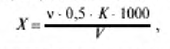 X = v · 0,5 · K · 1000 / V ,